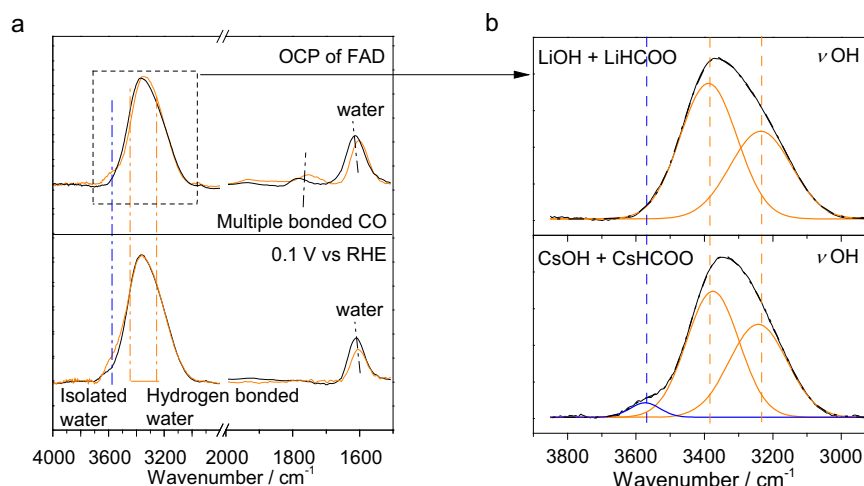 a
OCP of FAD
water
Multiple bonded CO
0.1 V vs RHE
water
Isolated
water
Hydrogen bonded
water
4000 3600 3200 2000 1800 1600
Wavenumber / cm⁻¹
b
LiOH + LiHCOO
ν OH
CsOH + CsHCOO
ν OH
3800 3600 3400 3200 3000
Wavenumber / cm⁻¹